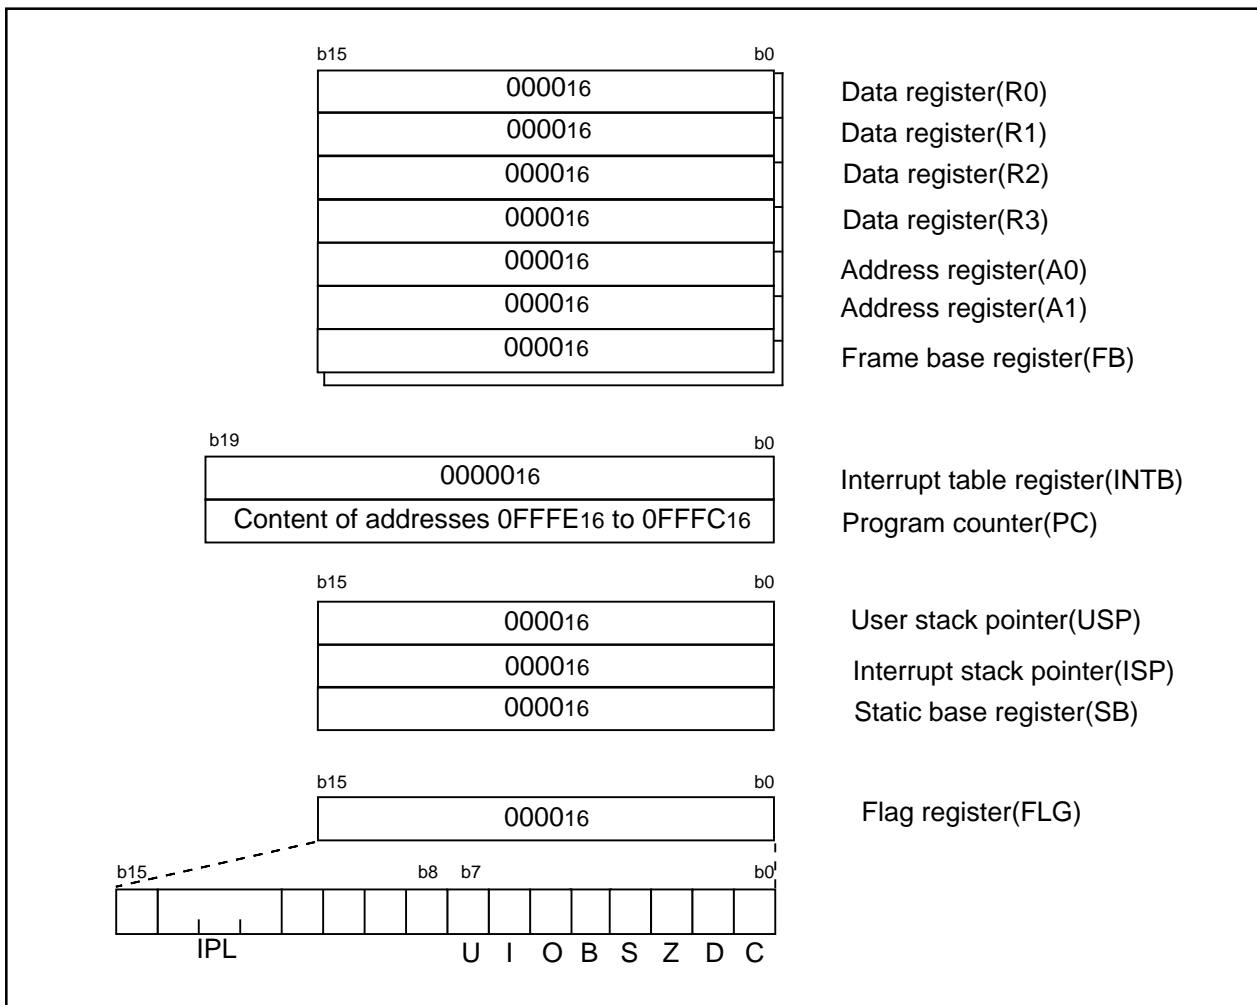 b15 b0
000016 Data register(R0)
000016 Data register(R1)
000016 Data register(R2)
000016 Data register(R3)
000016 Address register(A0)
000016 Address register(A1)
000016 Frame base register(FB)
b19 b0
0000016 Interrupt table register(INTB)
Content of addresses 0FFFE16 to 0FFFC16 Program counter(PC)
b15 b0
000016 User stack pointer(USP)
000016 Interrupt stack pointer(ISP)
000016 Static base register(SB)
b15 b0
000016 Flag register(FLG)
b15 b8 b7 b0
IPL U I O B S Z D C